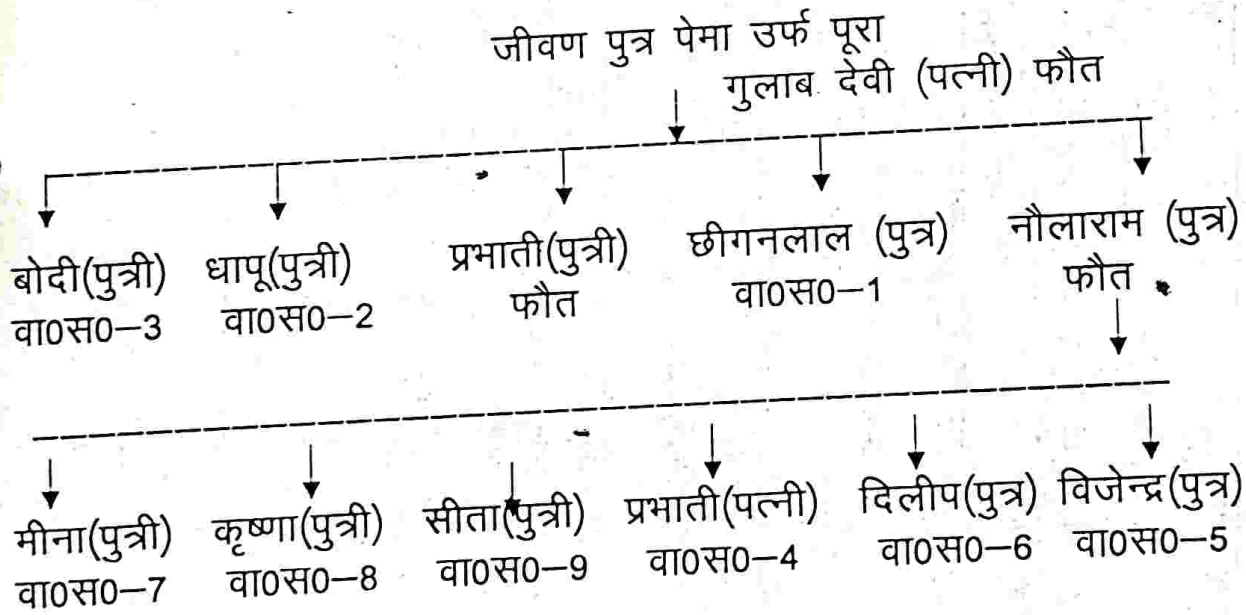 जीवण पुत्र पेमा उर्फ पूरा
गुलाब देवी (पत्नी) फौत
बोदी(पुत्री) धापू(पुत्री) प्रभाती(पुत्री) छीगनलाल (पुत्र) नौलाराम (पुत्र)
वा0स0–3 वा0स0–2 फौत वा0स0–1 फौत
मीना(पुत्री) कृष्णा(पुत्री) सीता(पुत्री) प्रभाती(पत्नी) दिलीप(पुत्र) विजेन्द्र(पुत्र)
वा0स0–7 वा0स0–8 वा0स0–9 वा0स0–4 वा0स0–6 वा0स0–5